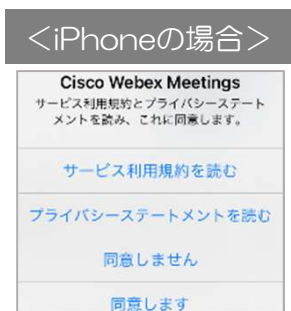 ＜iPhoneの場合＞
Cisco Webex Meetings
サービス利用規約とプライバシーステート
メントを読み、これに同意します。
サービス利用規約を読む
プライバシーステートメントを読む
同意しません
同意します